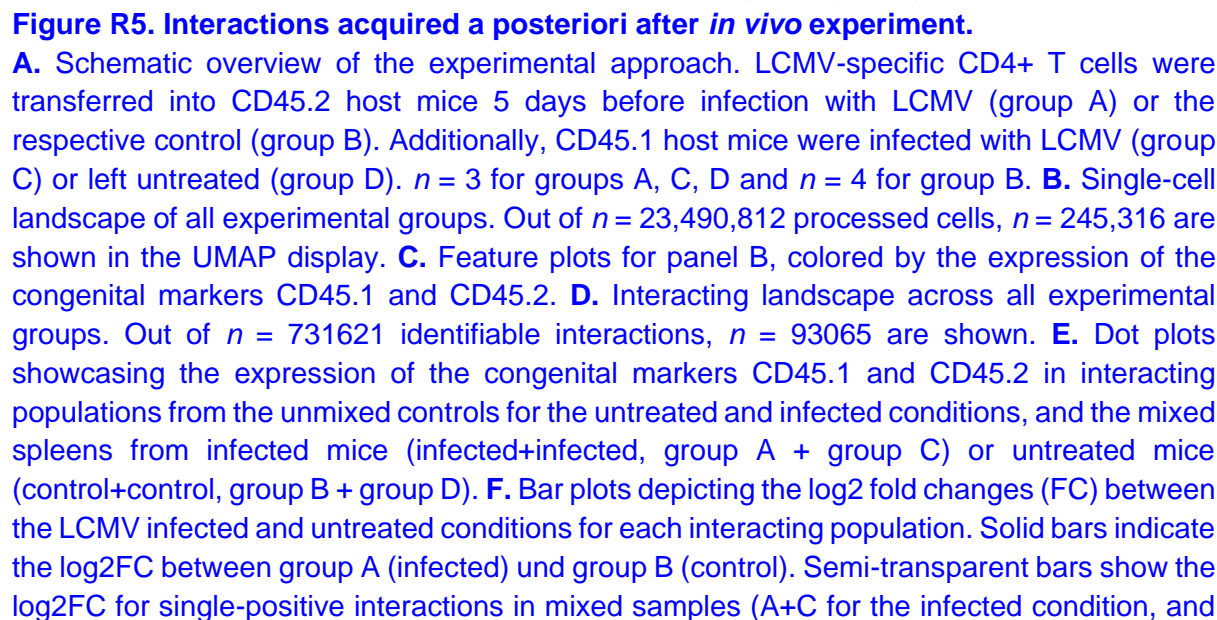 Figure R5. Interactions acquired a posteriori after in vivo experiment.
A. Schematic overview of the experimental approach. LCMV-specific CD4+ T cells were
transferred into CD45.2 host mice 5 days before infection with LCMV (group A) or the
respective control (group B). Additionally, CD45.1 host mice were infected with LCMV (group
C) or left untreated (group D). n = 3 for groups A, C, D and n = 4 for group B. B. Single-cell
landscape of all experimental groups. Out of n = 23,490,812 processed cells, n = 245,316 are
shown in the UMAP display. C. Feature plots for panel B, colored by the expression of the
congenital markers CD45.1 and CD45.2. D. Interacting landscape across all experimental
groups. Out of n = 731621 identifiable interactions, n = 93065 are shown. E. Dot plots
showcasing the expression of the congenital markers CD45.1 and CD45.2 in interacting
populations from the unmixed controls for the untreated and infected conditions, and the mixed
spleens from infected mice (infected+infected, group A + group C) or untreated mice
(control+control, group B + group D). F. Bar plots depicting the log2 fold changes (FC) between
the LCMV infected and untreated conditions for each interacting population. Solid bars indicate
the log2FC between group A (infected) und group B (control). Semi-transparent bars show the
log2FC for single-positive interactions in mixed samples (A+C for the infected condition, and